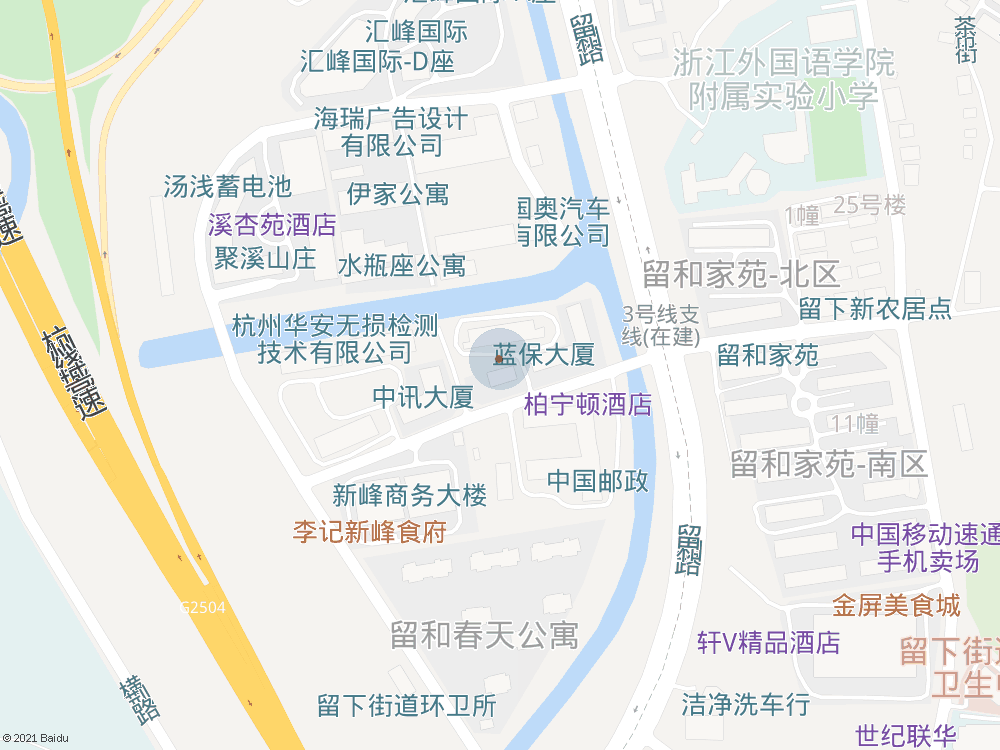 汇峰国际
汇峰国际-D座
海瑞广告设计
有限公司
浙江外国语学院
附属实验小学
茶市街
汤浅蓄电池
伊家公寓
溪杏苑酒店
聚溪山庄
水瓶座公寓
国奥汽车
有限公司
1幢
25号楼
留和家苑-北区
3号线支
线(在建)
留下新农居点
杭州华安无损检测
技术有限公司
蓝保大厦
留和家苑
中讯大厦
柏宁顿酒店
11幢
留和家苑-南区
新峰商务大楼
中国邮政
李记新峰食府
留和路
中国移动速通
手机卖场
G2504
金屏美食城
留和春天公寓
轩V精品酒店
留下街道环卫所
洁净洗车行
世纪联华
© 2021 Baidu